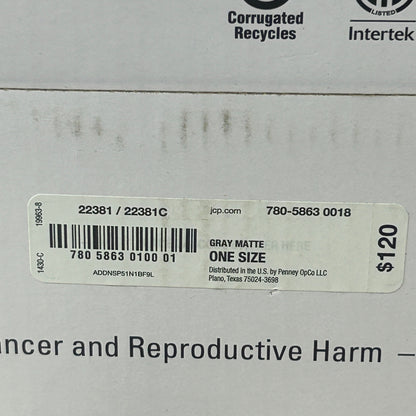 Corrugated
Recycles
LISTED
Intertek
19963-8
1430-C
22381 / 22381C
jcp.com
780-5863 0018
780 5863 0100 01
ADDNSP51N1BF9L
GRAY MATTE
ONE SIZE
Distributed in the U.S. by Penney OpCo LLC
Plano, Texas 75024-3698
$120
ancer and Reproductive Harm —